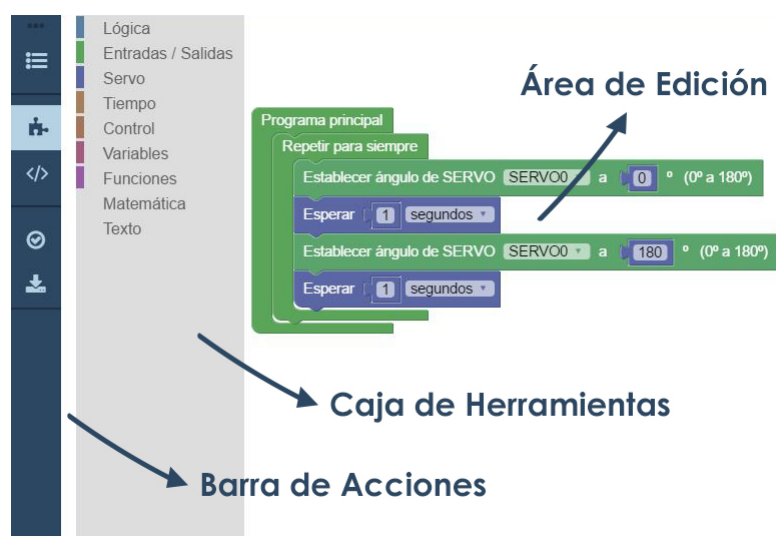 Lógica
Entradas / Salidas
Servo
Tiempo
Control
Variables
Funciones
Matemática
Texto
</>
Área de Edición
Programa principal
Repetir para siempre
Establecer ángulo de SERVO SERVO0 a 0 º (0º a 180º)
Esperar 1 segundos
Establecer ángulo de SERVO SERVO0 a 180 º (0º a 180º)
Esperar 1 segundos
Caja de Herramientas
Barra de Acciones